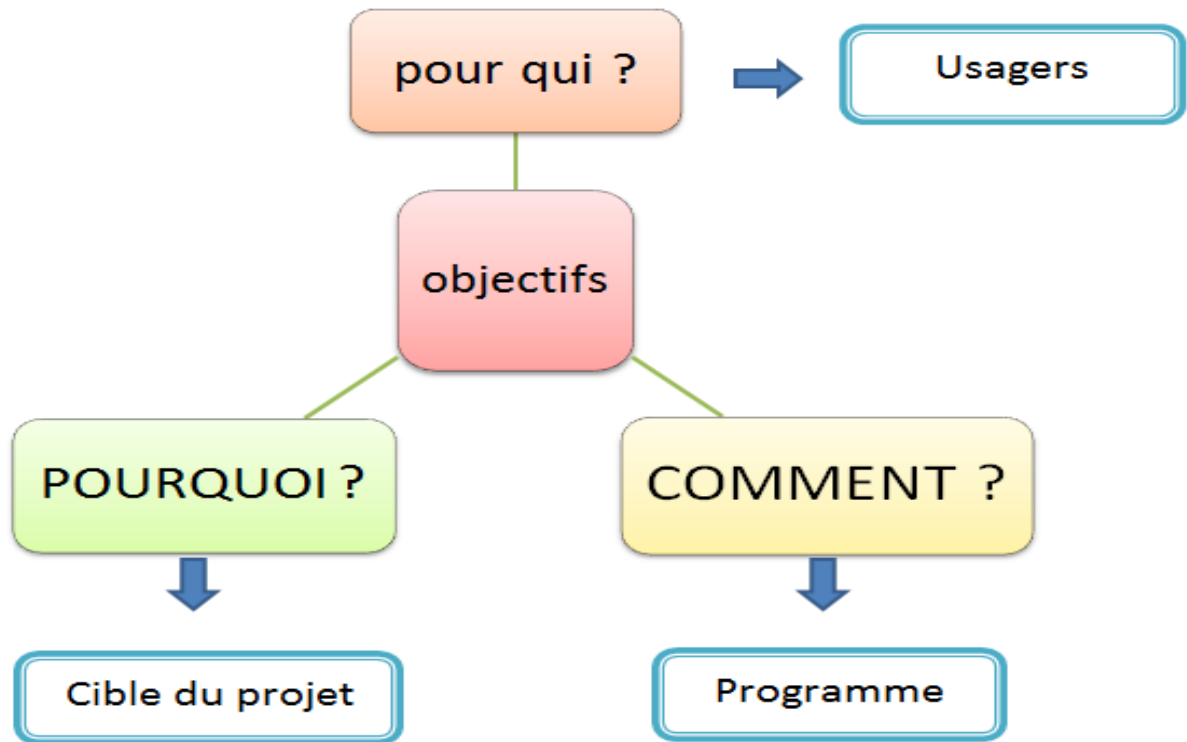 pour qui ?
Usagers
objectifs
POURQUOI ?
COMMENT ?
Cible du projet
Programme